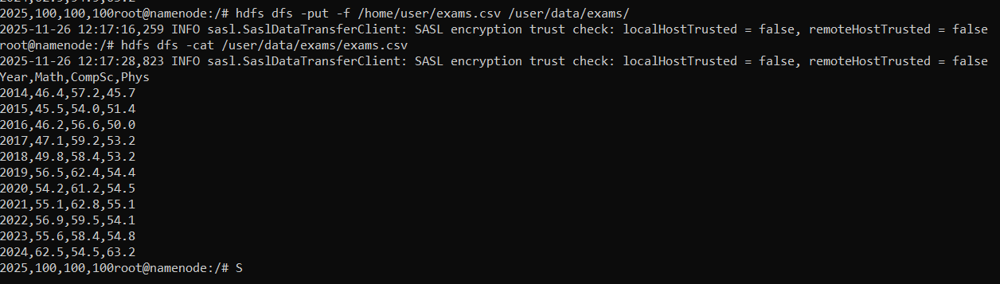 2025,100,100,100root@namenode:/# hdfs dfs -put -f /home/user/exams.csv /user/data/exams/
2025-11-26 12:17:16,259 INFO sasl.SaslDataTransferClient: SASL encryption trust check: localHostTrusted = false, remoteHostTrusted = false
root@namenode:/# hdfs dfs -cat /user/data/exams/exams.csv
2025-11-26 12:17:28,823 INFO sasl.SaslDataTransferClient: SASL encryption trust check: localHostTrusted = false, remoteHostTrusted = false
Year,Math,CompSc,Phys
2014,46.4,57.2,45.7
2015,45.5,54.0,51.4
2016,46.2,56.6,50.0
2017,47.1,59.2,53.2
2018,49.8,58.4,53.2
2019,56.5,62.4,54.4
2020,54.2,61.2,54.5
2021,55.1,62.8,55.1
2022,56.9,59.5,54.1
2023,55.6,58.4,54.8
2024,62.5,54.5,63.2
2025,100,100,100root@namenode:/# S